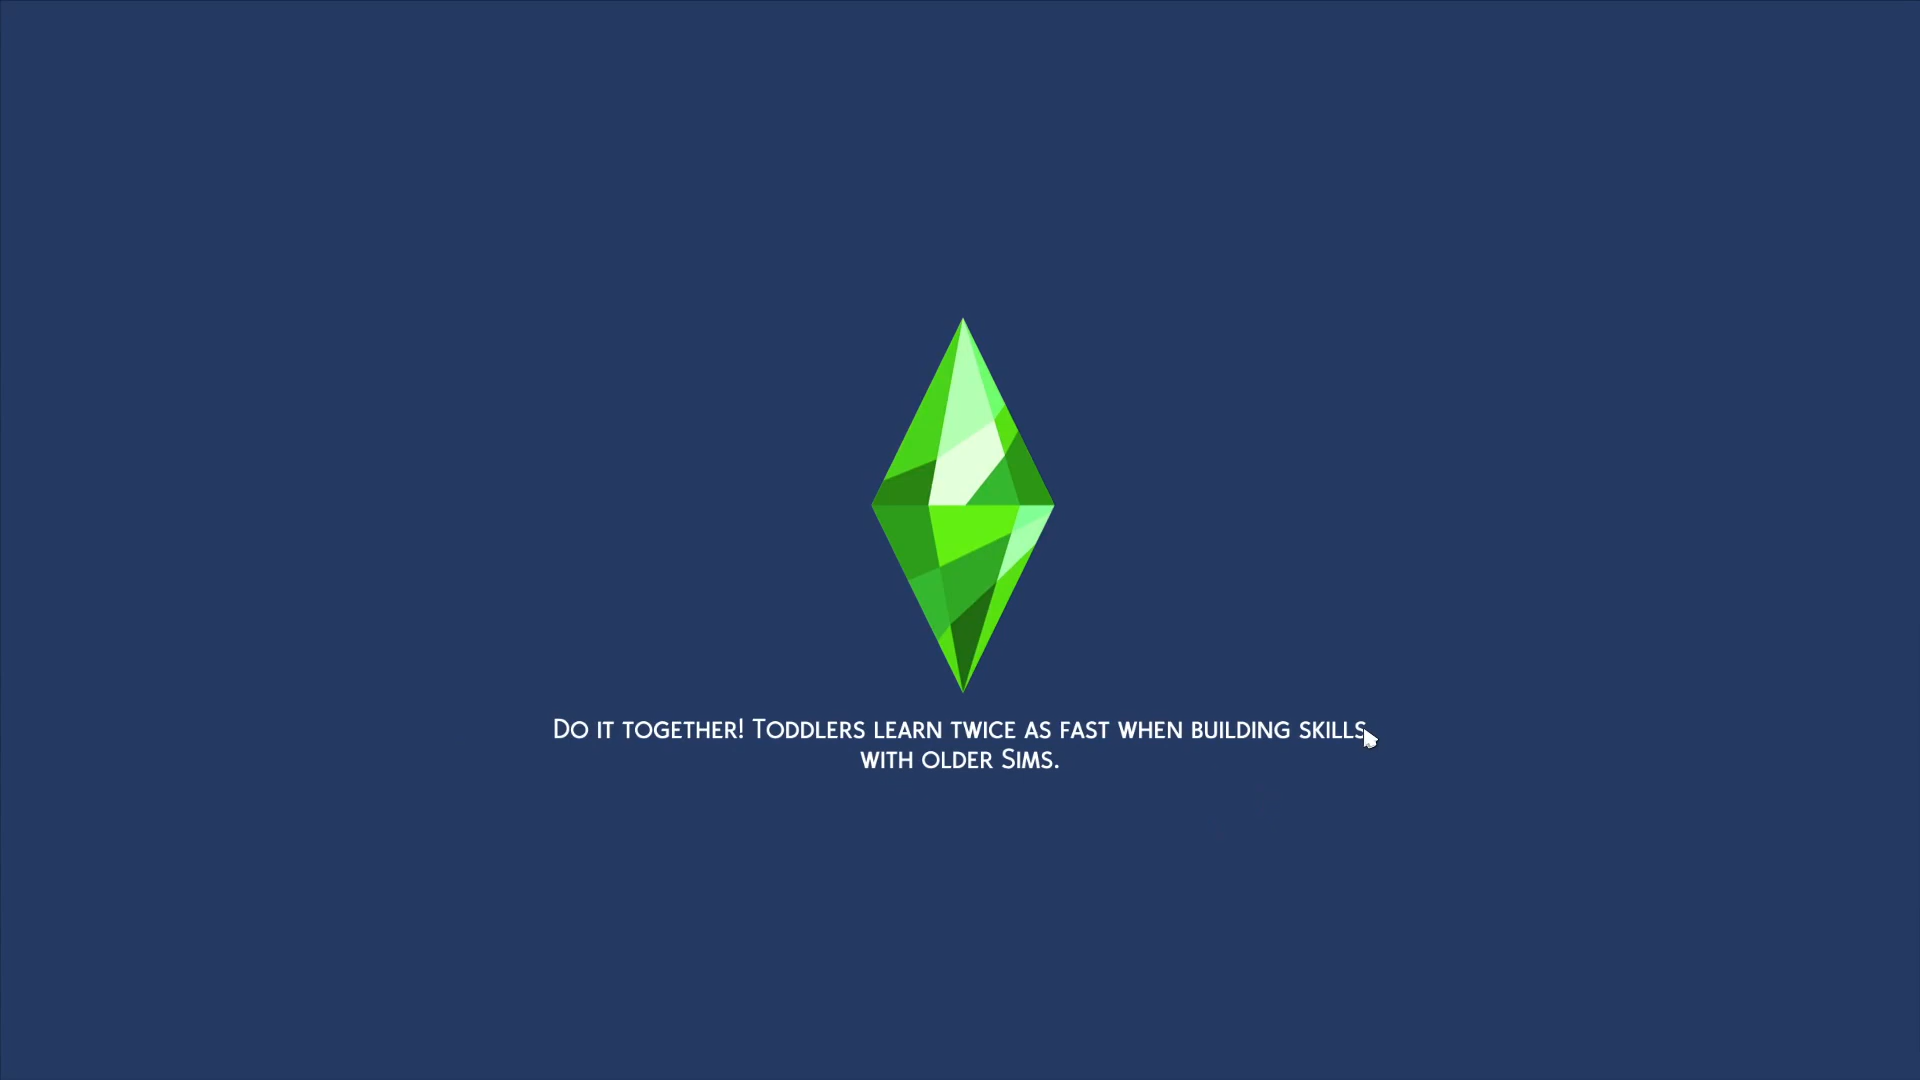 Do it together! Toddlers learn twice as fast when building skills
with older Sims.